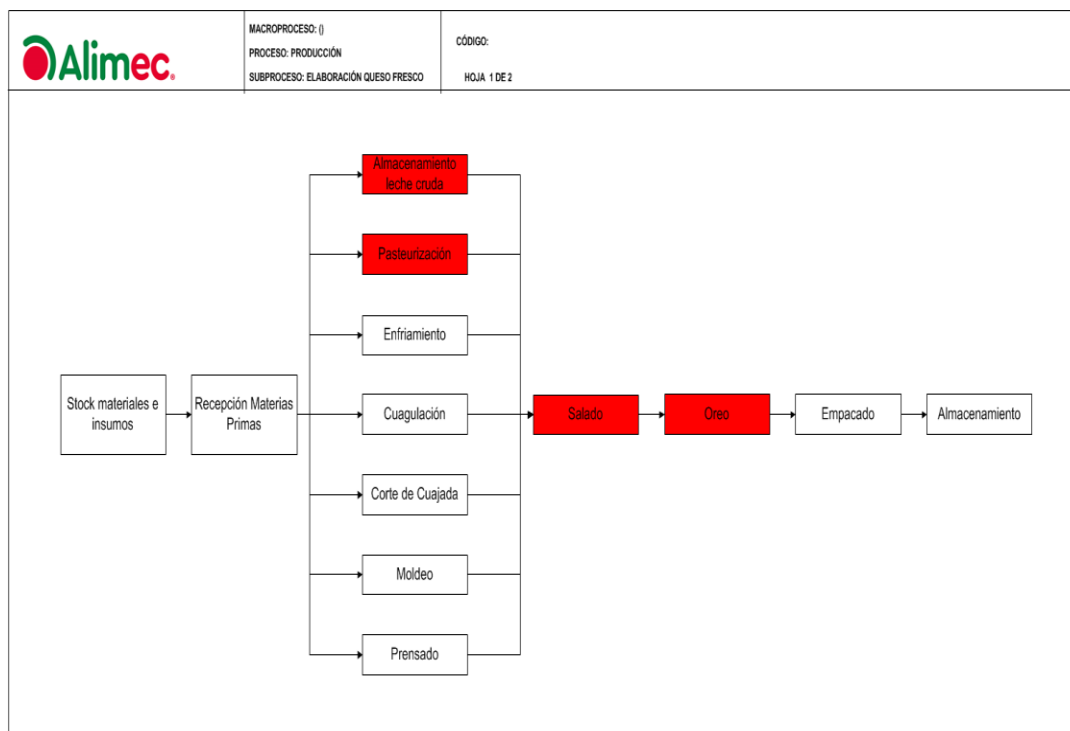 Alimec
MACROPROCESO: ()
PROCESO: PRODUCCIÓN
SUBPROCESO: ELABORACIÓN QUESO FRESCO
CÓDIGO:
HOJA 1 DE 2
Stock materiales e
insumos
Recepción Materias
Primas
Almacenamiento
leche cruda
Pasteurización
Enfriamiento
Cuagulación
Corte de Cuajada
Moldeo
Prensado
Salado
Oreo
Empacado
Almacenamiento